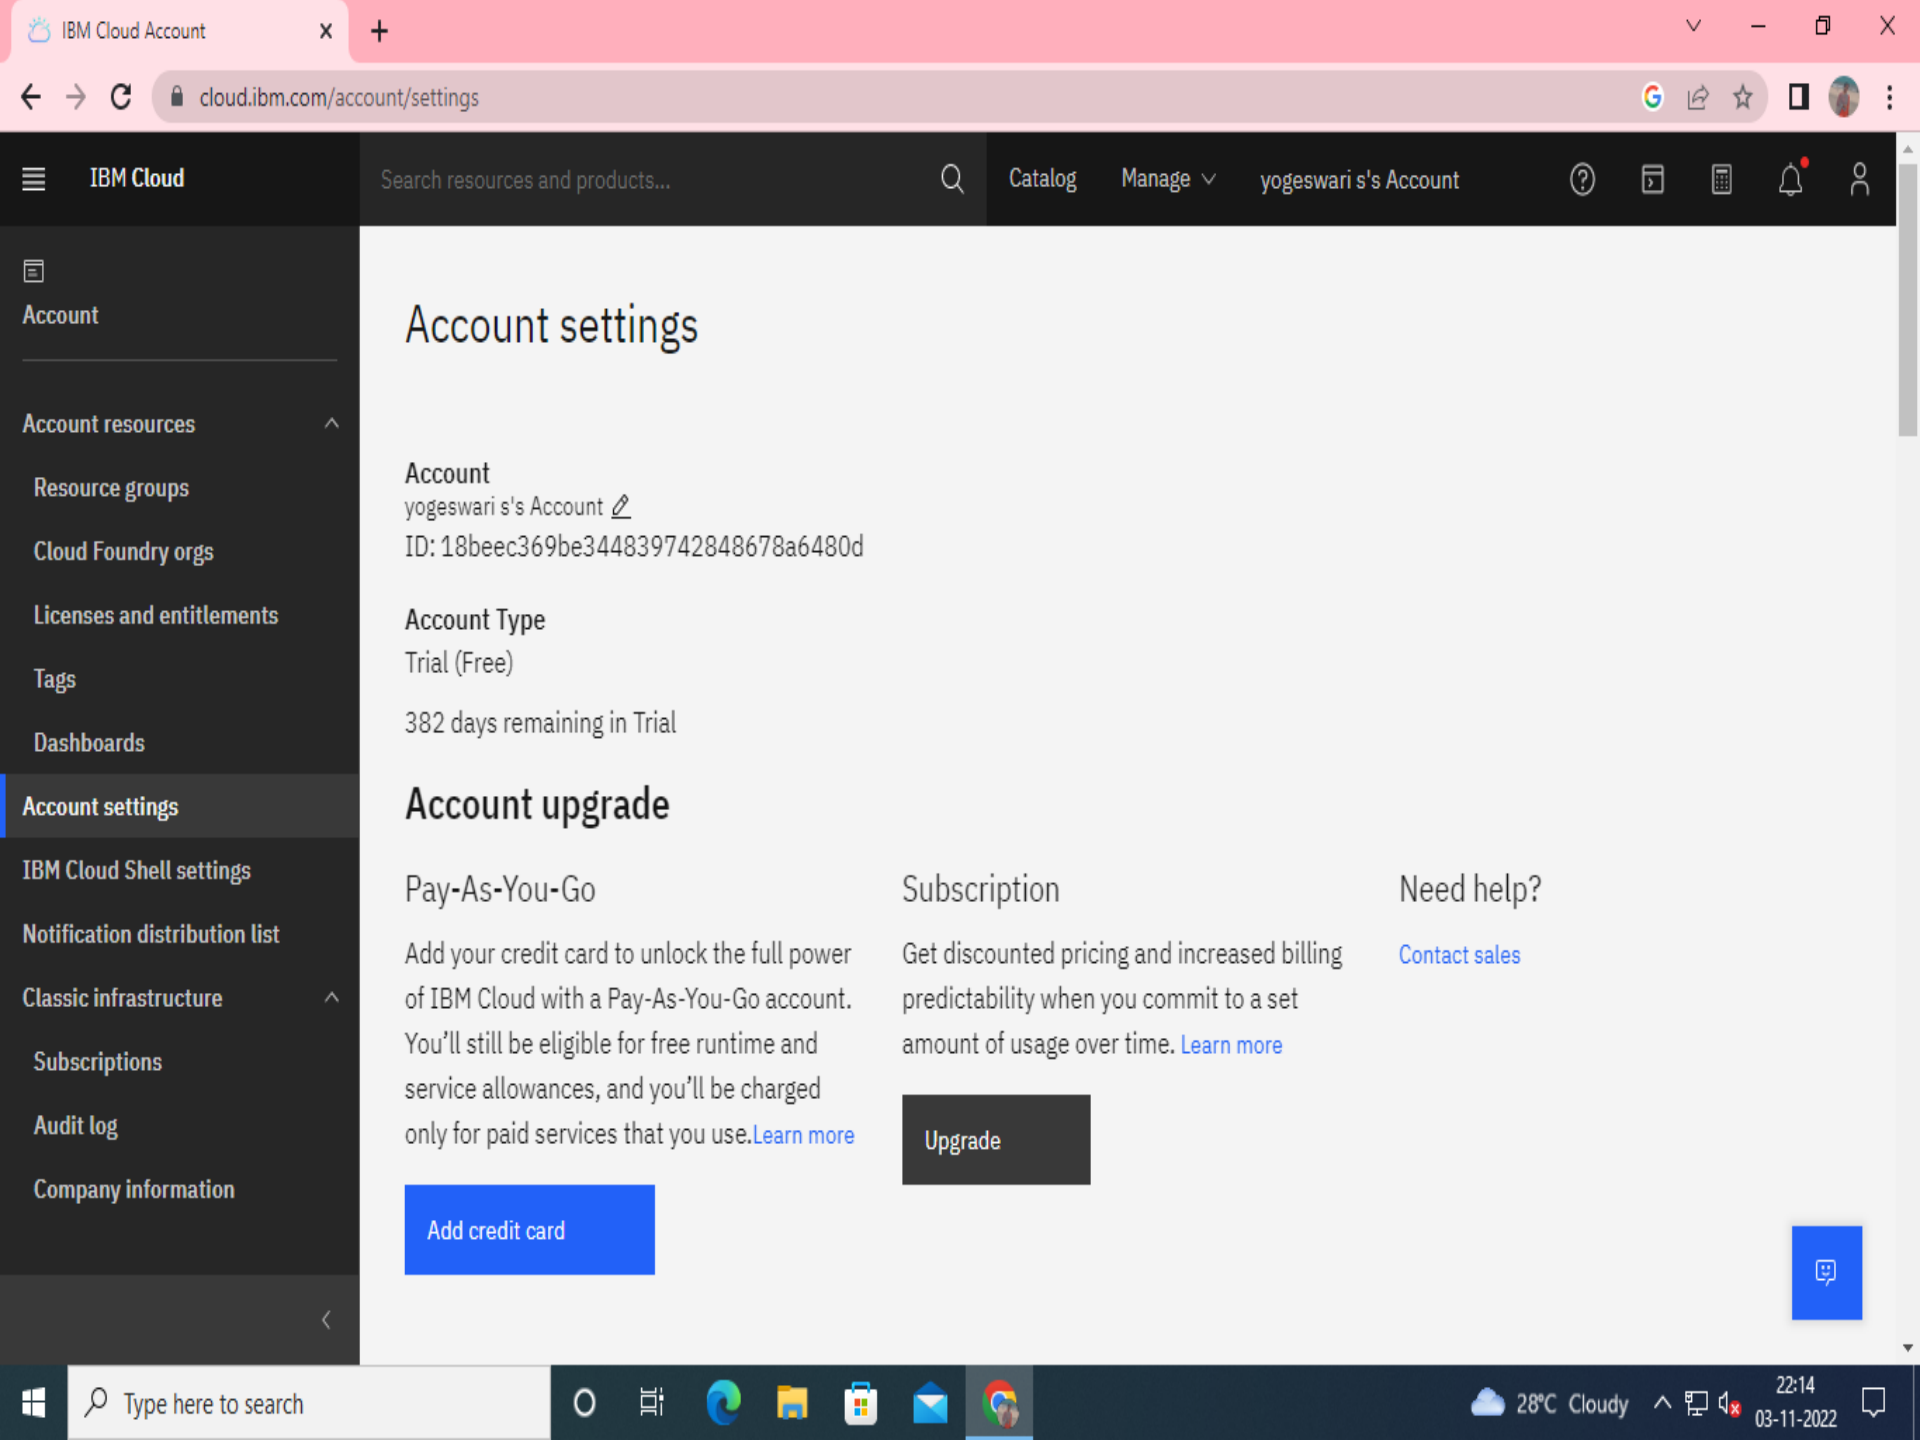 IBM Cloud Account
cloud.ibm.com/account/settings
IBM Cloud
Search resources and products...
Catalog
Manage
yogeswari s's Account
Account
Account resources
Resource groups
Cloud Foundry orgs
Licenses and entitlements
Tags
Dashboards
Account settings
IBM Cloud Shell settings
Notification distribution list
Classic infrastructure
Subscriptions
Audit log
Company information
Account settings
Account
yogeswari s's Account
ID: 18beec369be344839742848678a6480d
Account Type
Trial (Free)
382 days remaining in Trial
Account upgrade
Pay-As-You-Go
Add your credit card to unlock the full power
of IBM Cloud with a Pay-As-You-Go account.
You’ll still be eligible for free runtime and
service allowances, and you’ll be charged
only for paid services that you use.Learn more
Add credit card
Subscription
Get discounted pricing and increased billing
predictability when you commit to a set
amount of usage over time. Learn more
Upgrade
Need help?
Contact sales
Type here to search
28°C Cloudy
22:14
03-11-2022